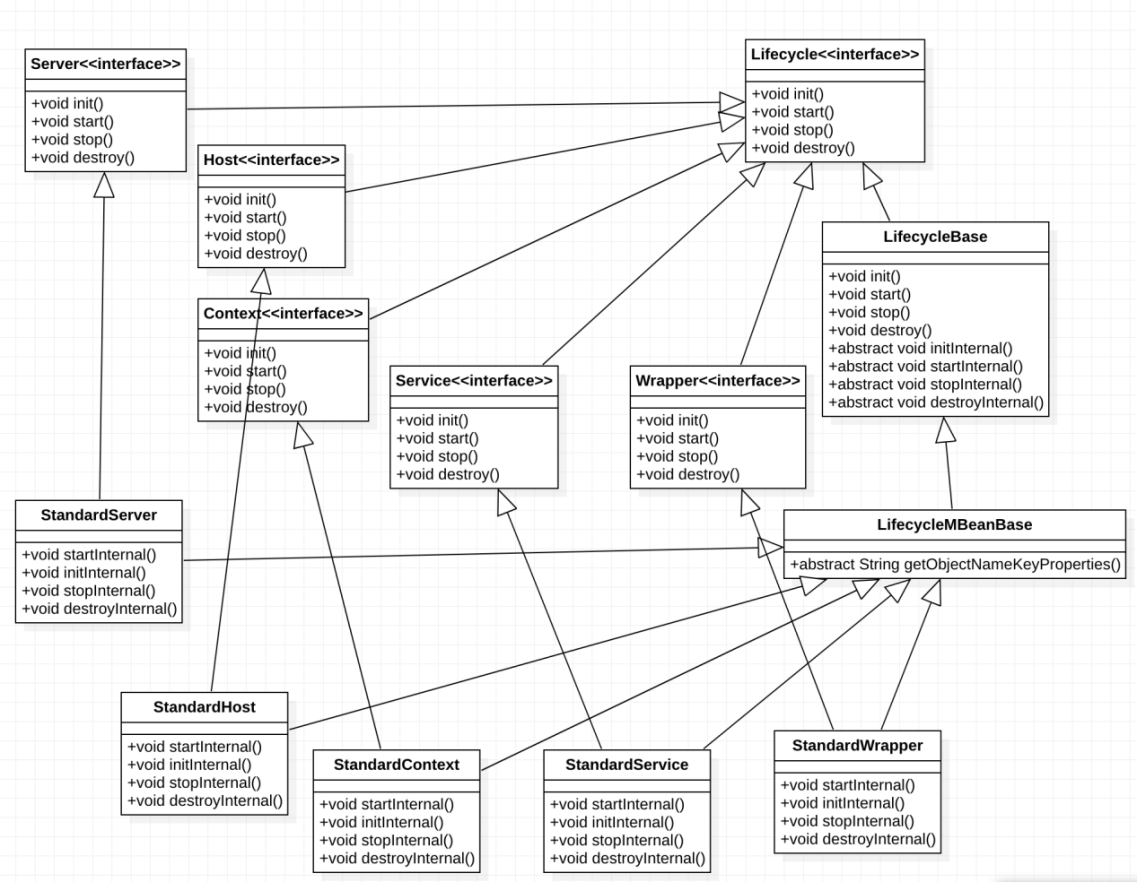 Server<<interface>>
+void init()
+void start()
+void stop()
+void destroy()
Lifecycle<<interface>>
+void init()
+void start()
+void stop()
+void destroy()
Host<<interface>>
+void init()
+void start()
+void stop()
+void destroy()
LifecycleBase
+void init()
+void start()
+void stop()
+void destroy()
+abstract void initInternal()
+abstract void startInternal()
+abstract void stopInternal()
+abstract void destroyInternal()
Context<<interface>>
+void init()
+void start()
+void stop()
+void destroy()
Service<<interface>>
+void init()
+void start()
+void stop()
+void destroy()
Wrapper<<interface>>
+void init()
+void start()
+void stop()
+void destroy()
StandardServer
+void startInternal()
+void initInternal()
+void stopInternal()
+void destroyInternal()
LifecycleMBeanBase
+abstract String getObjectNameKeyProperties()
StandardHost
+void startInternal()
+void initInternal()
+void stopInternal()
+void destroyInternal()
StandardContext
+void startInternal()
+void initInternal()
+void stopInternal()
+void destroyInternal()
StandardService
+void startInternal()
+void initInternal()
+void stopInternal()
+void destroyInternal()
StandardWrapper
+void startInternal()
+void initInternal()
+void stopInternal()
+void destroyInternal()